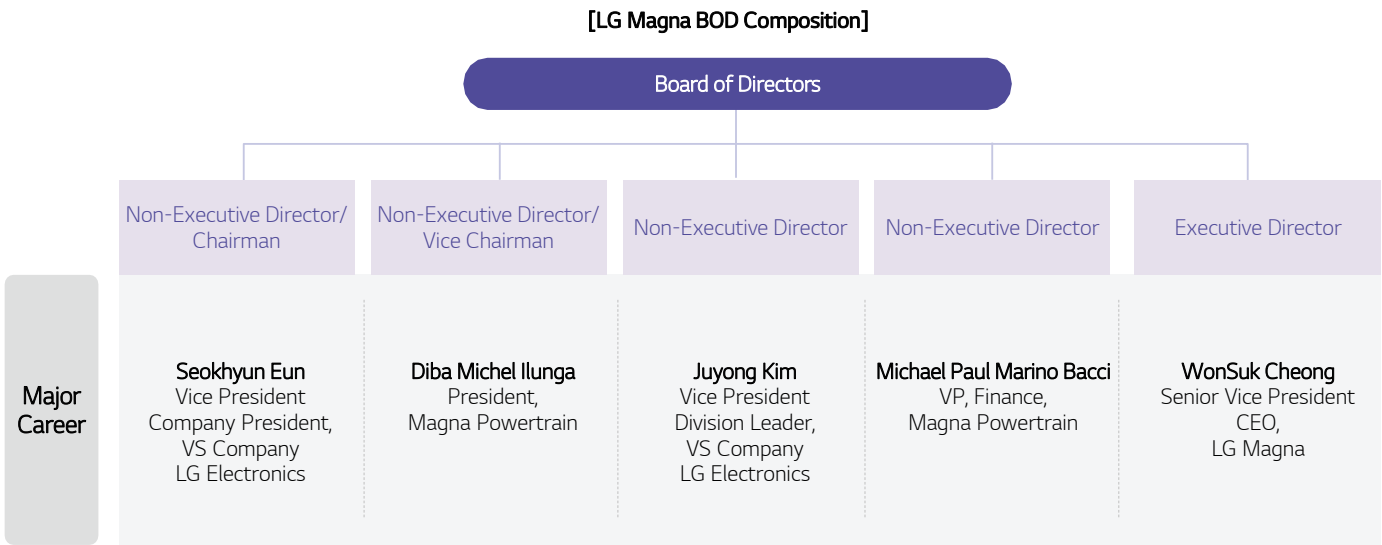 [LG Magna BOD Composition]
Board of Directors
Non-Executive Director/
Chairman
Non-Executive Director/
Vice Chairman
Non-Executive Director
Non-Executive Director
Executive Director
Major
Career
Seokhyun Eun
Vice President
Company President,
VS Company
LG Electronics
Diba Michel Ilunga
President,
Magna Powertrain
Juyong Kim
Vice President
Division Leader,
VS Company
LG Electronics
Michael Paul Marino Bacci
VP, Finance,
Magna Powertrain
WonSuk Cheong
Senior Vice President
CEO,
LG Magna